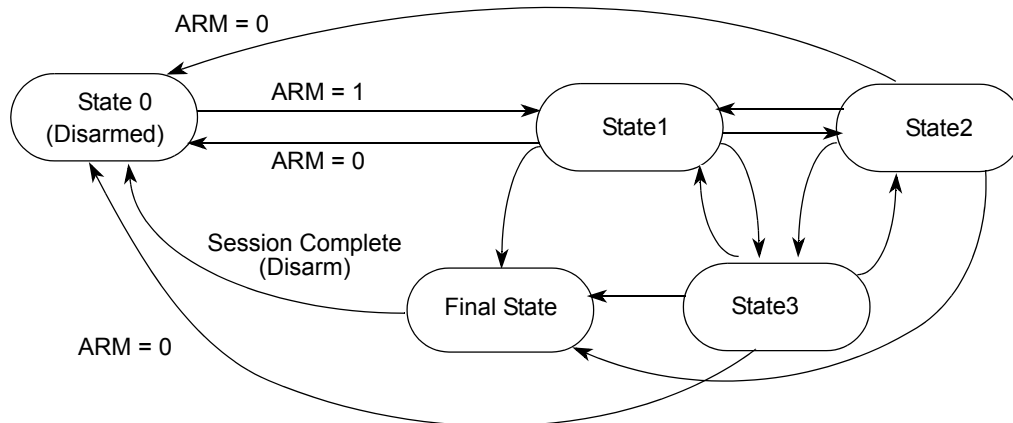 ARM = 0
State 0
(Disarmed)
ARM = 1
State1
State2
ARM = 0
Session Complete
(Disarm)
Final State
State3
ARM = 0